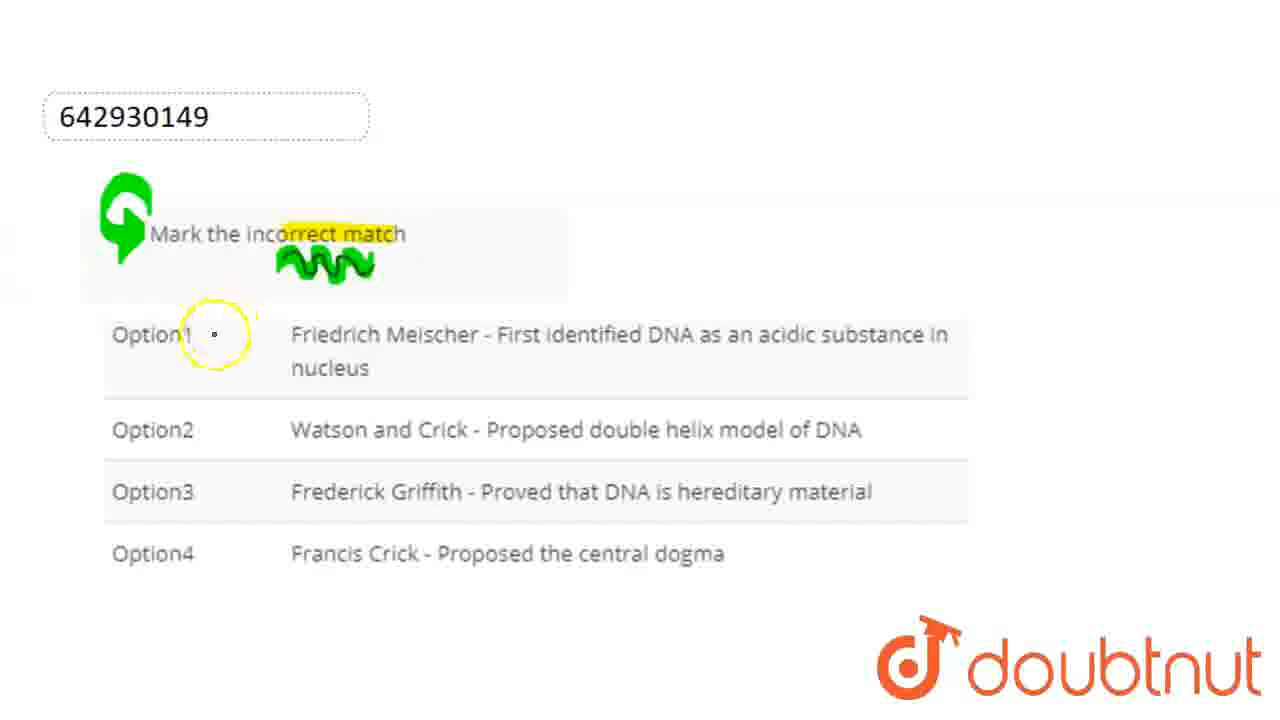 642930149
Mark the incorrect match
Option1 Friedrich Meischer - First identified DNA as an acidic substance in
nucleus
Option2 Watson and Crick - Proposed double helix model of DNA
Option3 Frederick Griffith - Proved that DNA is hereditary material
Option4 Francis Crick - Proposed the central dogma
doubtnut